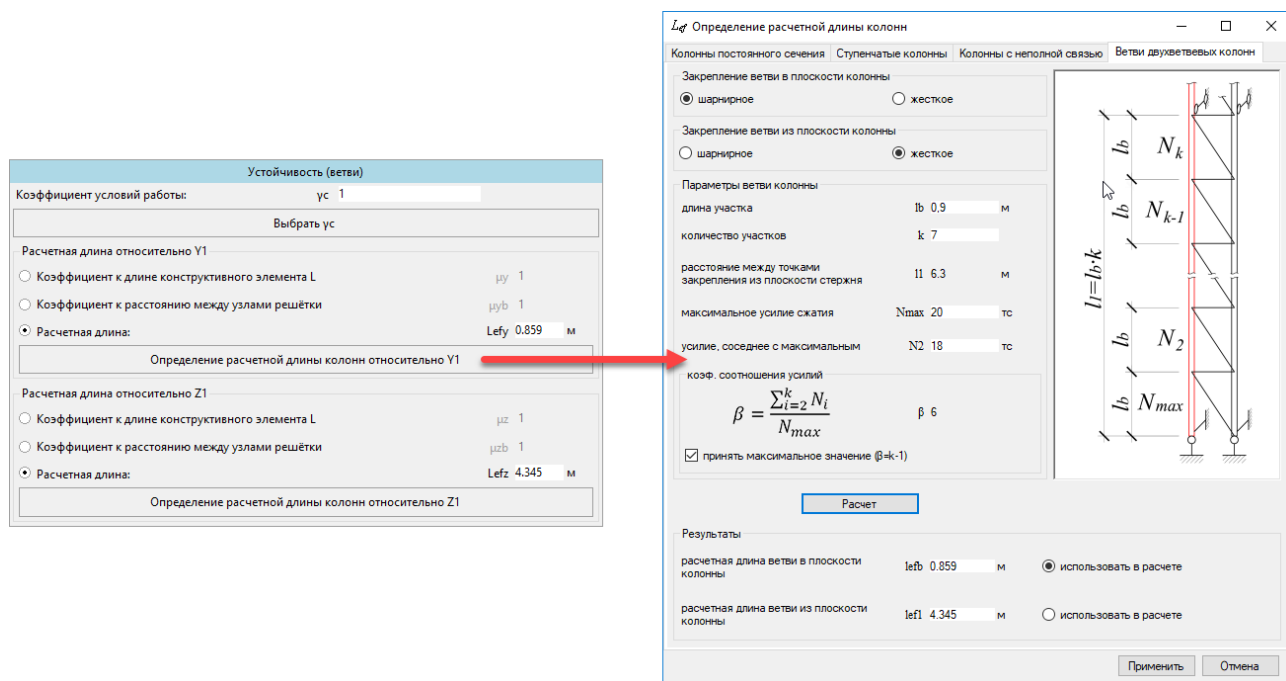 Устойчивость (ветви)
Коэффициент условий работы: γc 1
Выбрать γc
Расчетная длина относительно Y1
Коэффициент к длине конструктивного элемента L μy 1
Коэффициент к расстоянию между узлами решётки μyb 1
Расчетная длина: Lefy 0.859 м
Определение расчетной длины колонн относительно Y1
Расчетная длина относительно Z1
Коэффициент к длине конструктивного элемента L μz 1
Коэффициент к расстоянию между узлами решётки μzb 1
Расчетная длина: Lefz 4.345 м
Определение расчетной длины колонн относительно Z1
Lef Определение расчетной длины колонн
Колонны постоянного сечения Ступенчатые колонны Колонны с неполной связью Ветви двухветвевых колонн
Закрепление ветви в плоскости колонны
шарнирное жесткое
Закрепление ветви из плоскости колонны
шарнирное жесткое
Параметры ветви колонны
длина участка lb 0,9 м
количество участков k 7
расстояние между точками
закрепления из плоскости стержня l1 6.3 м
максимальное усилие сжатия Nmax 20 тс
усилие, соседнее с максимальным N2 18 тс
коэф. соотношения усилий
β = ∑ᵏᵢ₌₂ Nᵢ / Nmax β 6
принять максимальное значение (β=k-1)
lb Nk
lb Nk-1
l1=lb·k
lb N2
lb Nmax
Расчет
Результаты
расчетная длина ветви в плоскости
колонны lefb 0.859 м использовать в расчете
расчетная длина ветви из плоскости
колонны lef1 4.345 м использовать в расчете
Применить Отмена